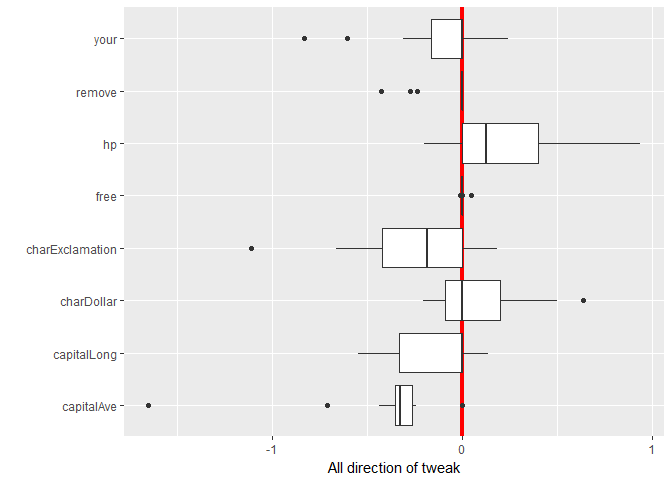 your
remove
hp
free
charExclamation
charDollar
capitalLong
capitalAve
-1 0 1
All direction of tweak